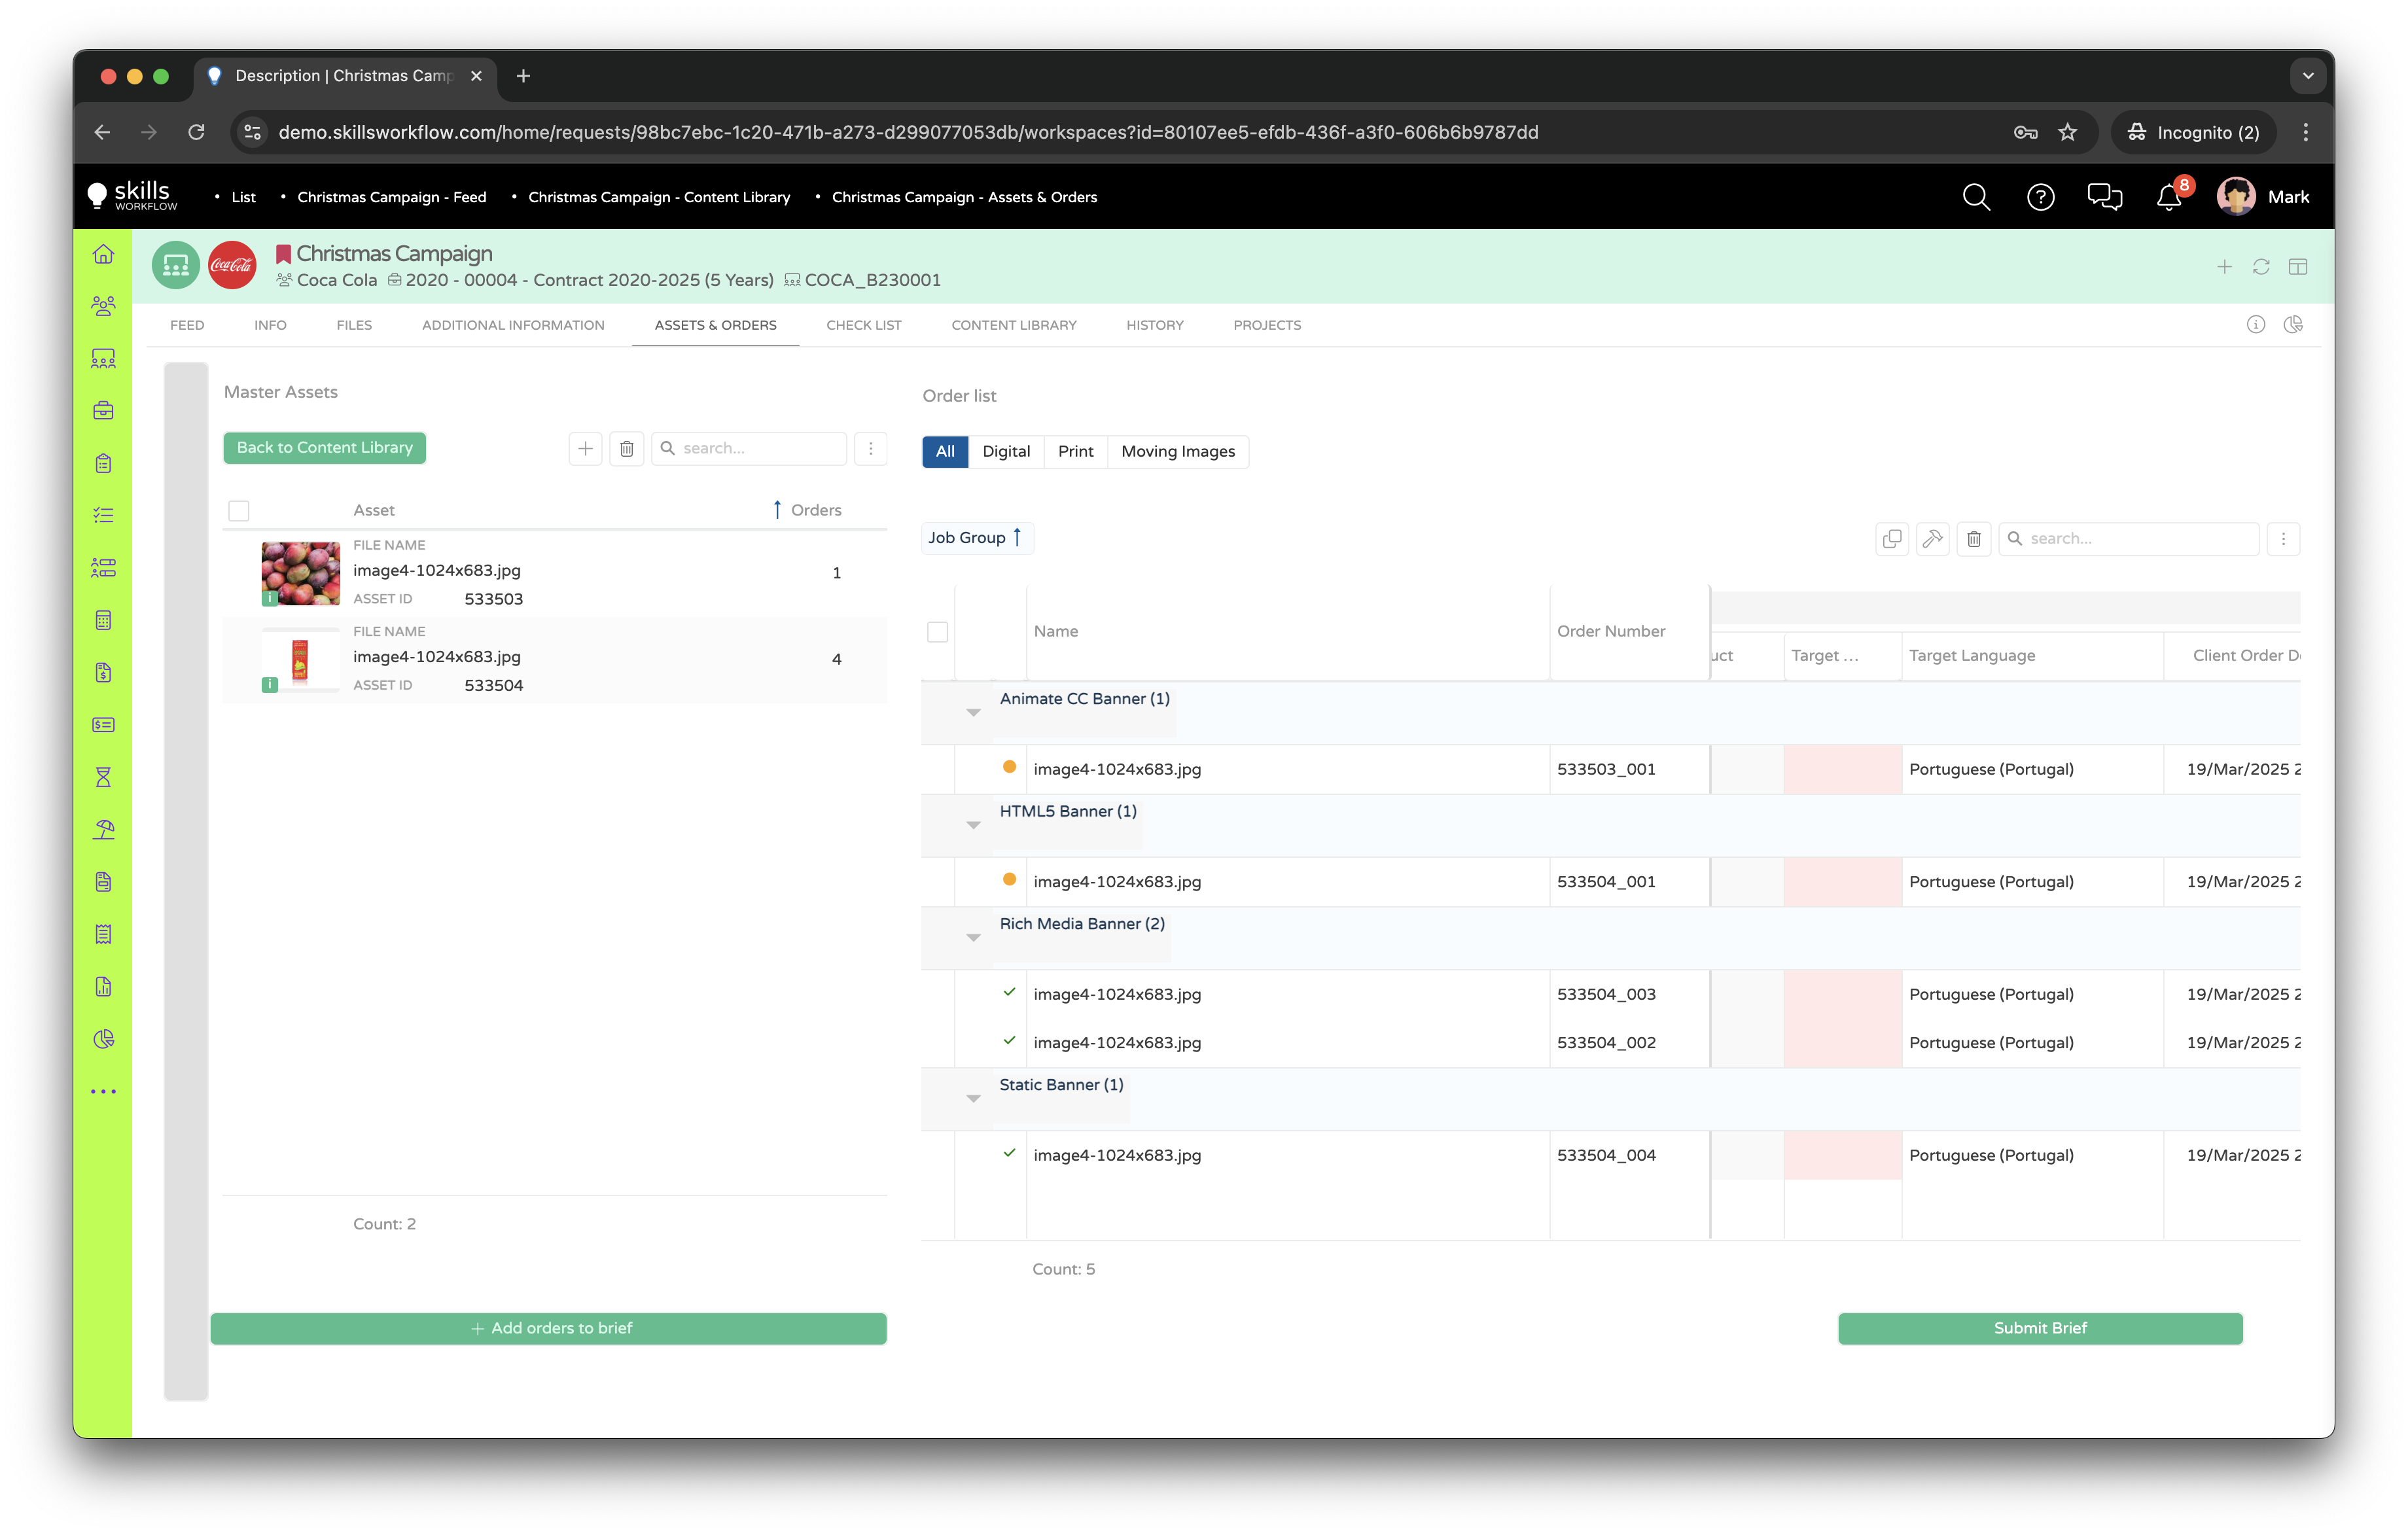 Description | Christmas Camp
demo.skillsworkflow.com/home/requests/98bc7ebc-1c20-471b-a273-d299077053db/workspaces?id=80107ee5-efdb-436f-a3f0-606b6b9787dd
Incognito (2)
skills
WORKFLOW
• List • Christmas Campaign - Feed • Christmas Campaign - Content Library • Christmas Campaign - Assets & Orders
8
Mark
Coca-Cola
Christmas Campaign
Coca Cola 2020 - 00004 - Contract 2020-2025 (5 Years) COCA_B230001
FEED INFO FILES ADDITIONAL INFORMATION ASSETS & ORDERS CHECK LIST CONTENT LIBRARY HISTORY PROJECTS
Master Assets
Back to Content Library
search...
Asset Orders
FILE NAME
image4-1024x683.jpg
1
ASSET ID 533503
FILE NAME
image4-1024x683.jpg
4
ASSET ID 533504
Count: 2
+ Add orders to brief
Order list
All Digital Print Moving Images
Job Group
search...
Name Order Number uct Target ... Target Language Client Order D
Animate CC Banner (1)
image4-1024x683.jpg 533503_001 Portuguese (Portugal) 19/Mar/2025 2
HTML5 Banner (1)
image4-1024x683.jpg 533504_001 Portuguese (Portugal) 19/Mar/2025 2
Rich Media Banner (2)
image4-1024x683.jpg 533504_003 Portuguese (Portugal) 19/Mar/2025 2
image4-1024x683.jpg 533504_002 Portuguese (Portugal) 19/Mar/2025 2
Static Banner (1)
image4-1024x683.jpg 533504_004 Portuguese (Portugal) 19/Mar/2025 2
Count: 5
Submit Brief